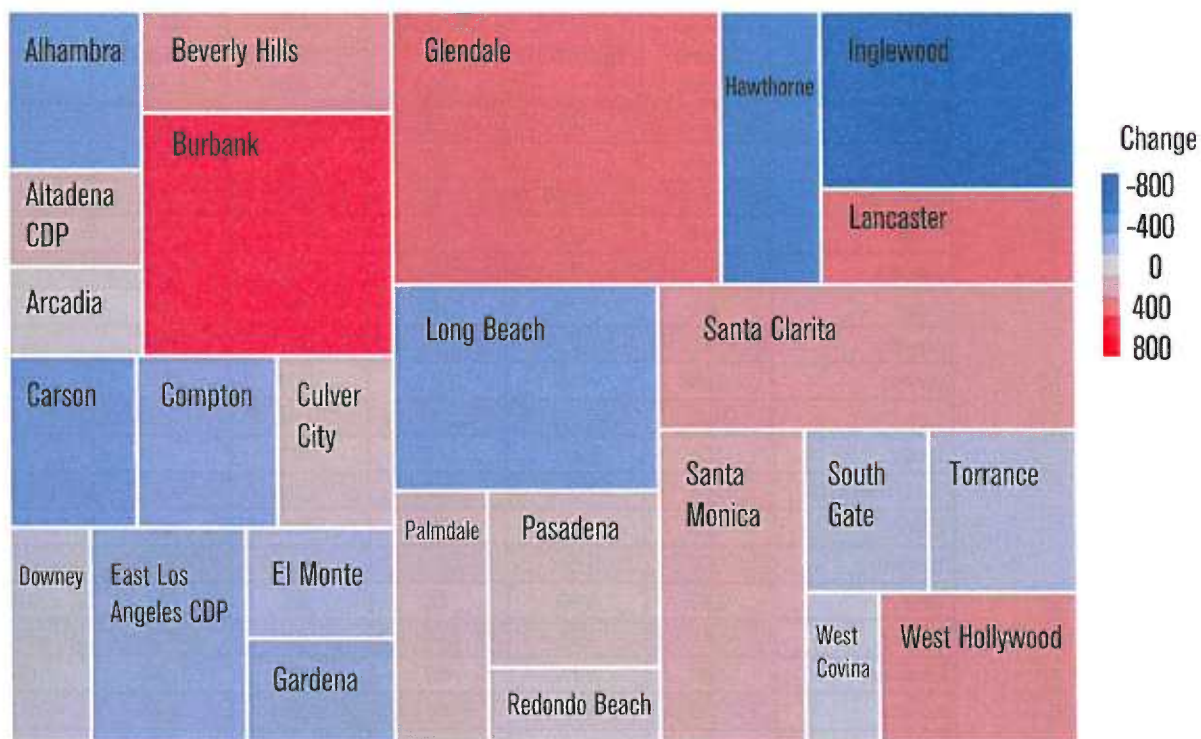 Alhambra
Beverly Hills
Glendale
Hawthorne
Inglewood
Burbank
Altadena
CDP
Arcadia
Lancaster
Change
-800
-400
0
400
800
Long Beach
Santa Clarita
Carson
Compton
Culver
City
Santa
Monica
South
Gate
Torrance
Palmdale
Pasadena
Downey
East Los
Angeles CDP
El Monte
Gardena
Redondo Beach
West
Covina
West Hollywood